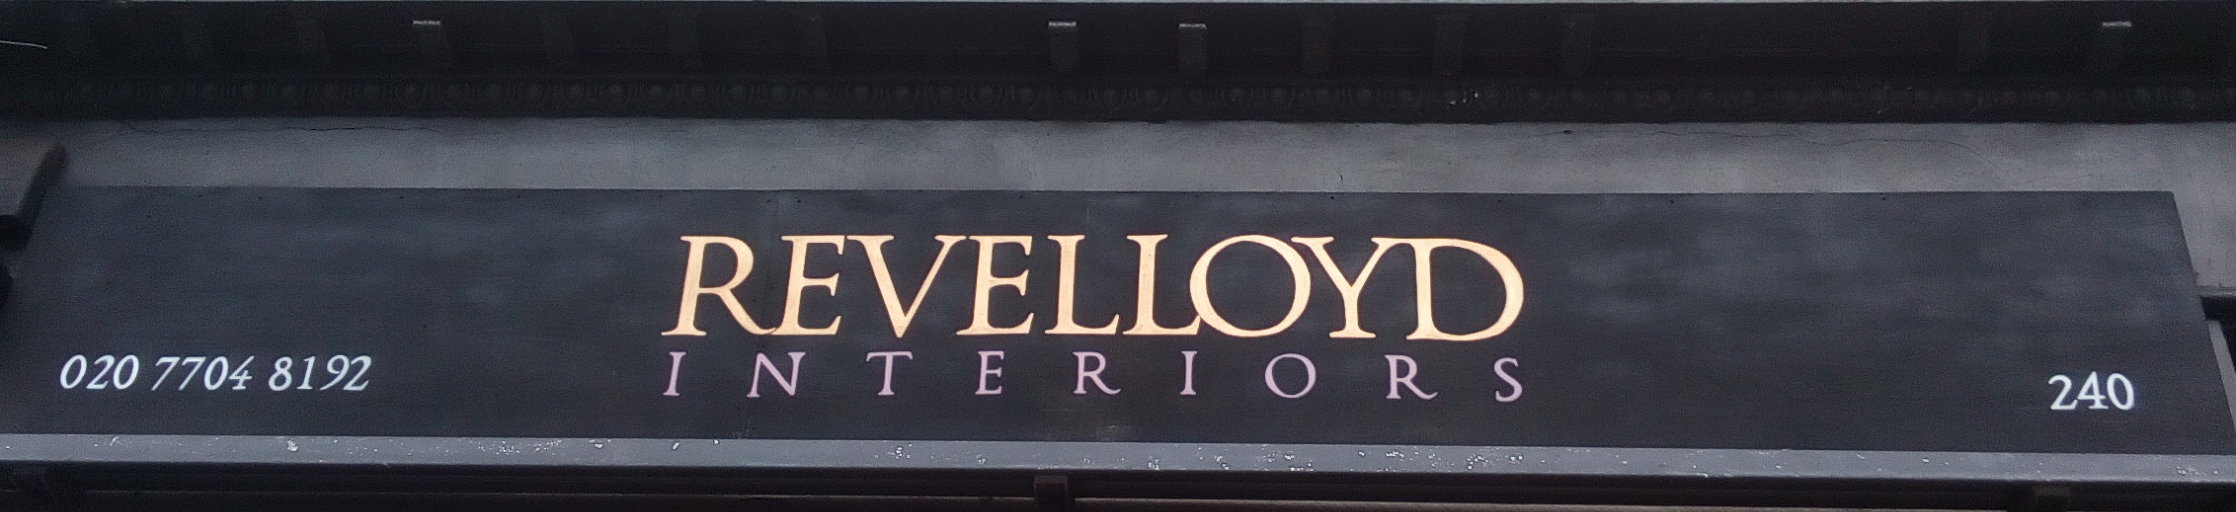 REVELLOYD
INTERIORS
020 7704 8192
240